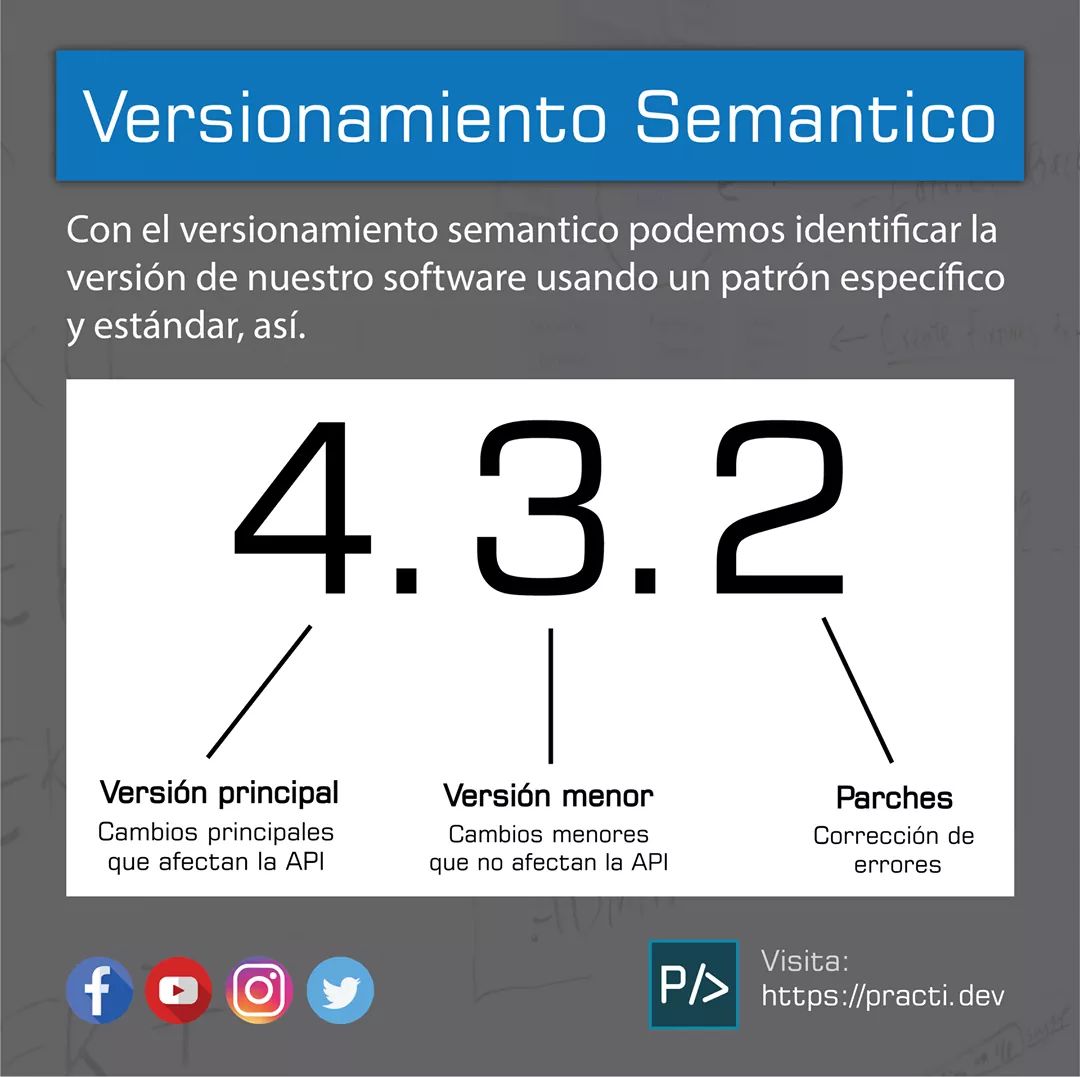 Versionamiento Semantico
Con el versionamiento semantico podemos identificar la
versión de nuestro software usando un patrón específico
y estándar, así.
4.3.2
Versión principal
Cambios principales
que afectan la API
Versión menor
Cambios menores
que no afectan la API
Parches
Corrección de
errores
P/>
Visita:
https://practi.dev